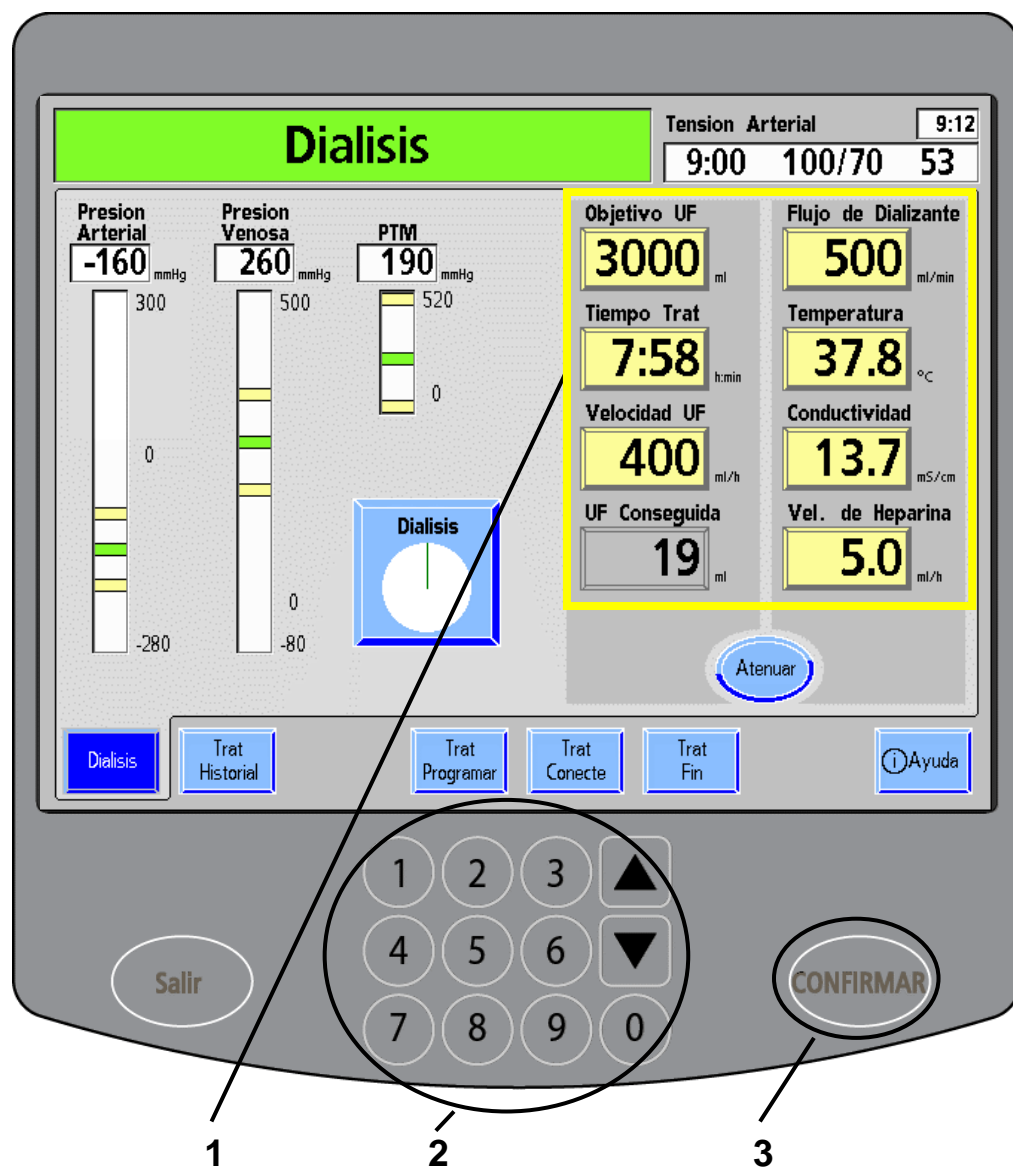 Dialisis
Tension Arterial 9:12
9:00 100/70 53
Presion Arterial
-160 mmHg
300
0
-280
Presion Venosa
260 mmHg
500
0
-80
PTM
190 mmHg
520
0
Dialisis
Objetivo UF
3000 ml
Tiempo Trat
7:58 h:min
Velocidad UF
400 ml/h
UF Conseguida
19 ml
Flujo de Dializante
500 ml/min
Temperatura
37.8 °C
Conductividad
13.7 mS/cm
Vel. de Heparina
5.0 ml/h
Atenuar
Dialisis
Trat
Historial
Trat
Programar
Trat
Conecte
Trat
Fin
i Ayuda
1 2 3 ▲
4 5 6 ▼
7 8 9 0
Salir
CONFIRMAR
1 2 3